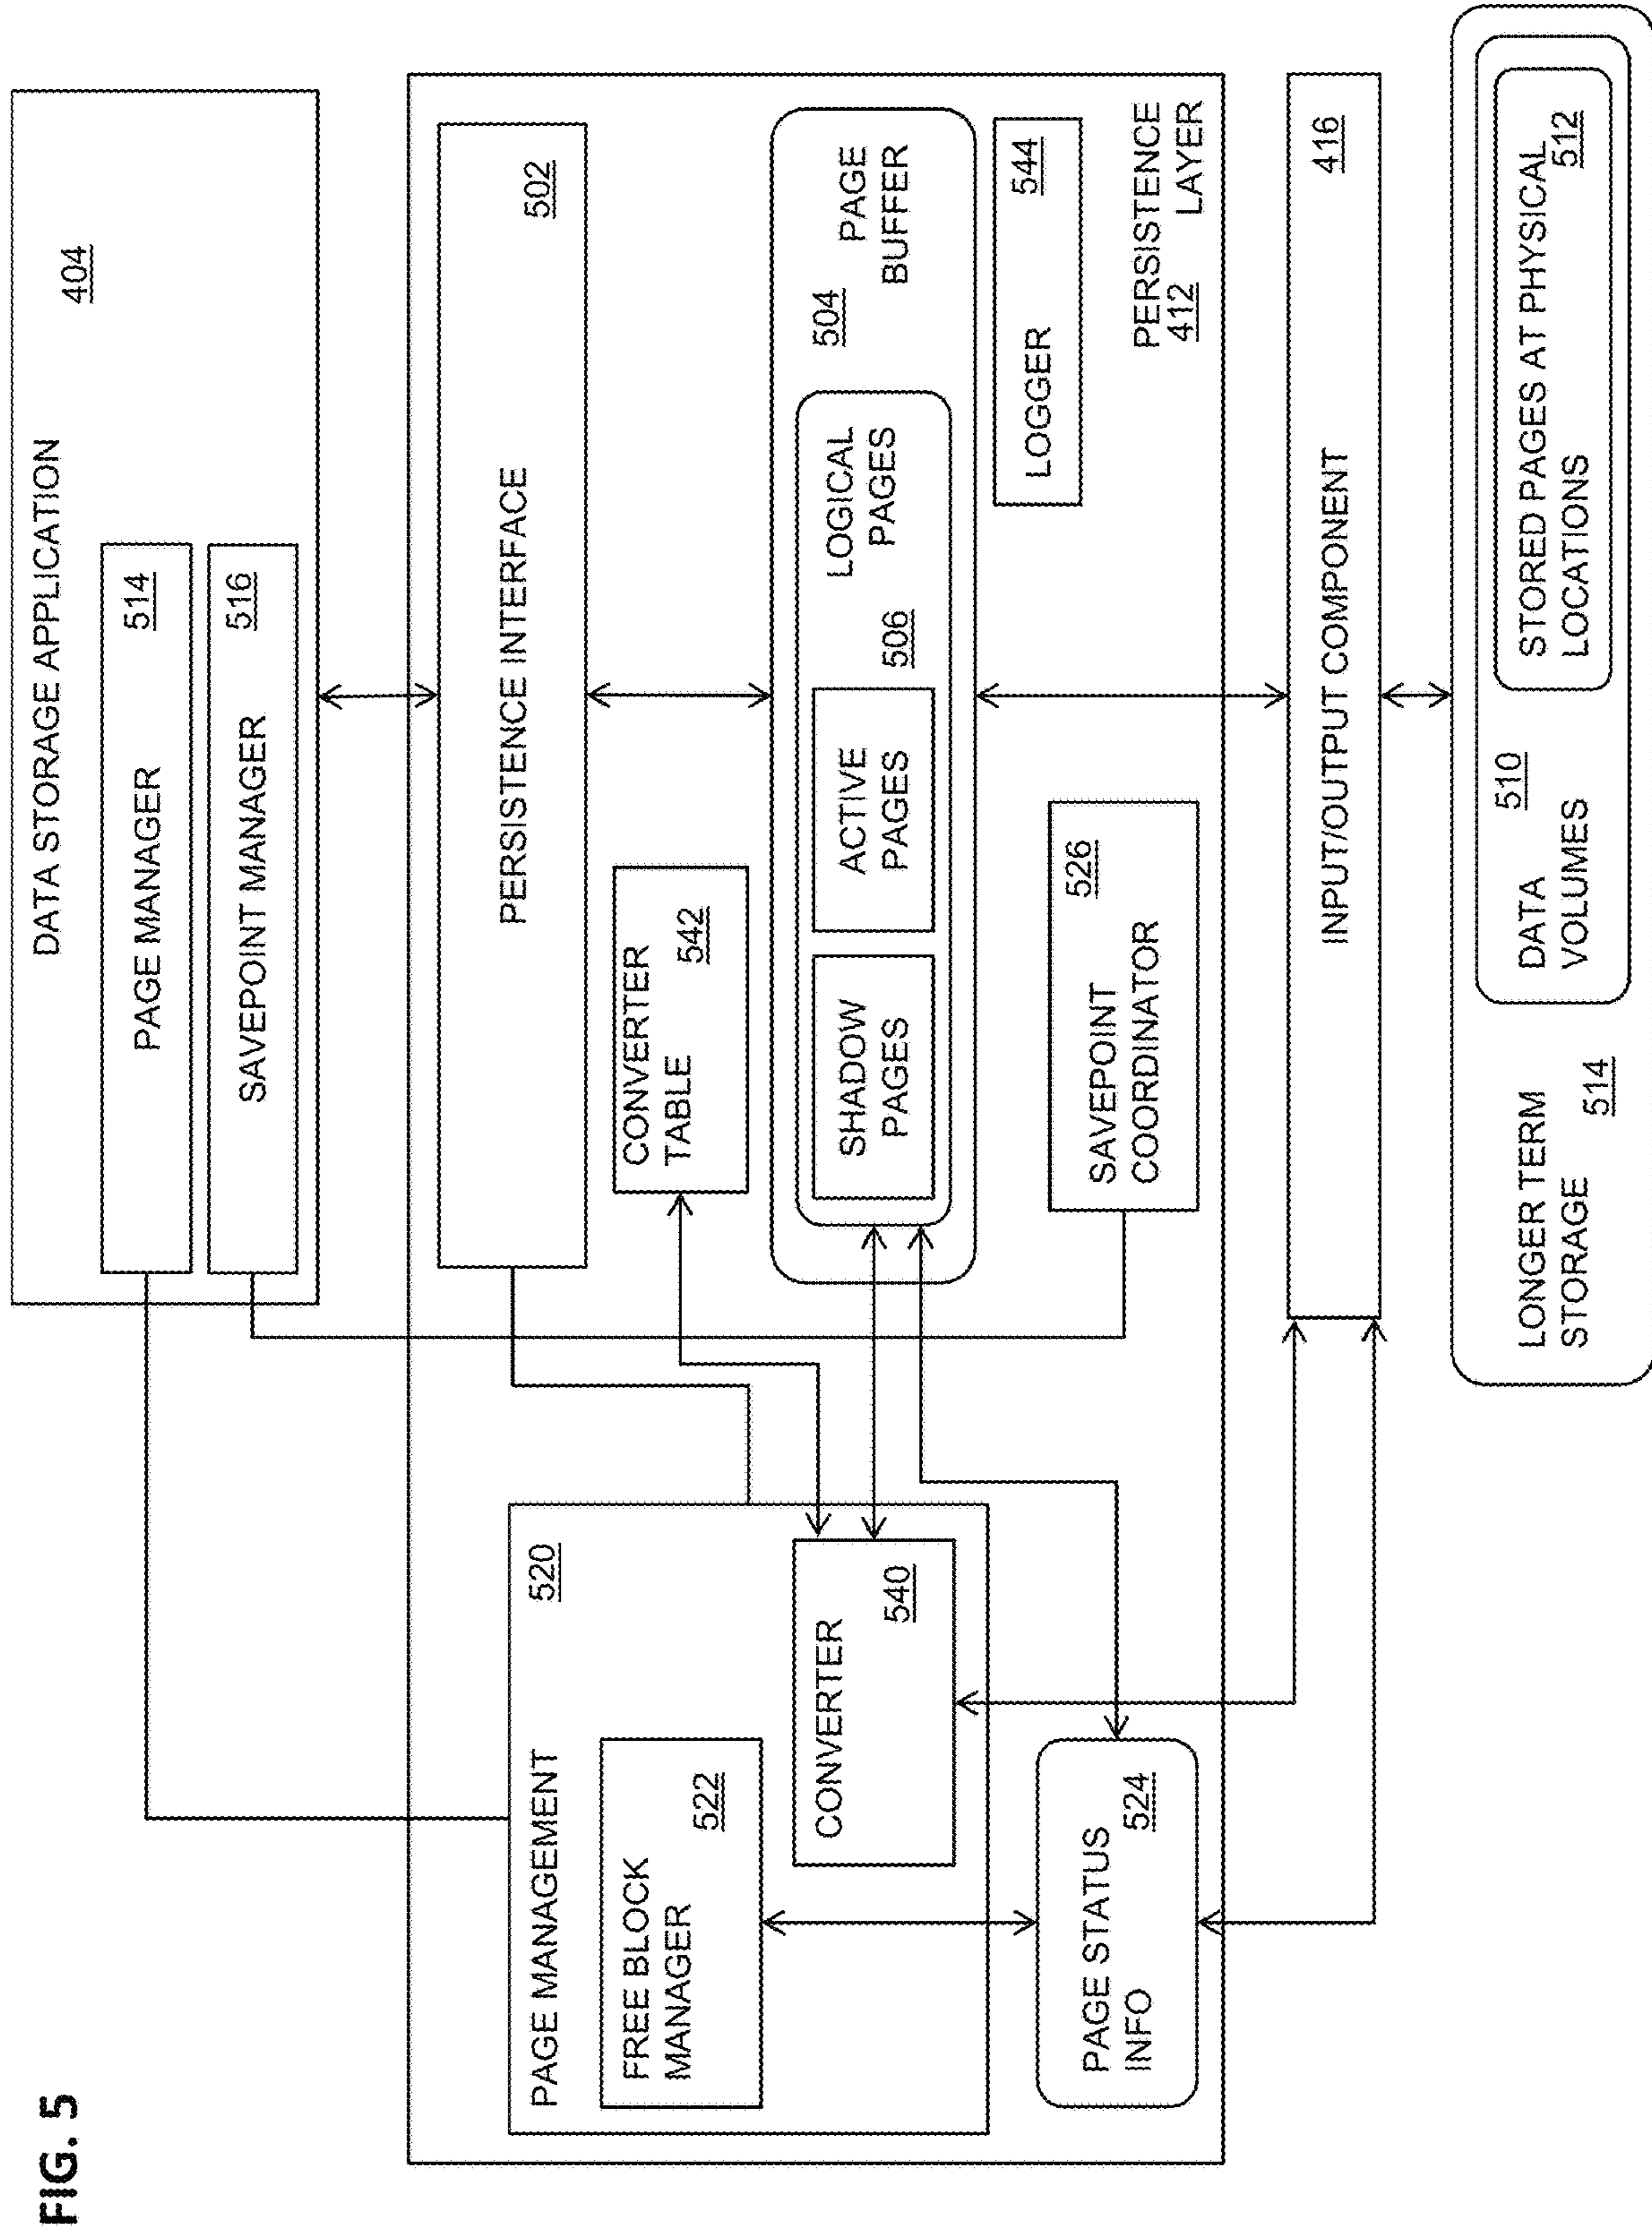 FIG. 5
DATA STORAGE APPLICATION
404
PAGE MANAGER
514
SAVEPOINT MANAGER
516
PERSISTENCE INTERFACE
502
PAGE MANAGEMENT
520
FREE BLOCK
MANAGER
522
CONVERTER
540
CONVERTER
TABLE
542
PAGE
BUFFER
504
LOGICAL
PAGES
506
SHADOW
PAGES
ACTIVE
PAGES
PAGE STATUS
INFO
524
SAVEPOINT
COORDINATOR
526
LOGGER
544
PERSISTENCE
412 LAYER
INPUT/OUTPUT COMPONENT
416
LONGER TERM
STORAGE
514
DATA
VOLUMES
510
STORED PAGES AT PHYSICAL
LOCATIONS
512